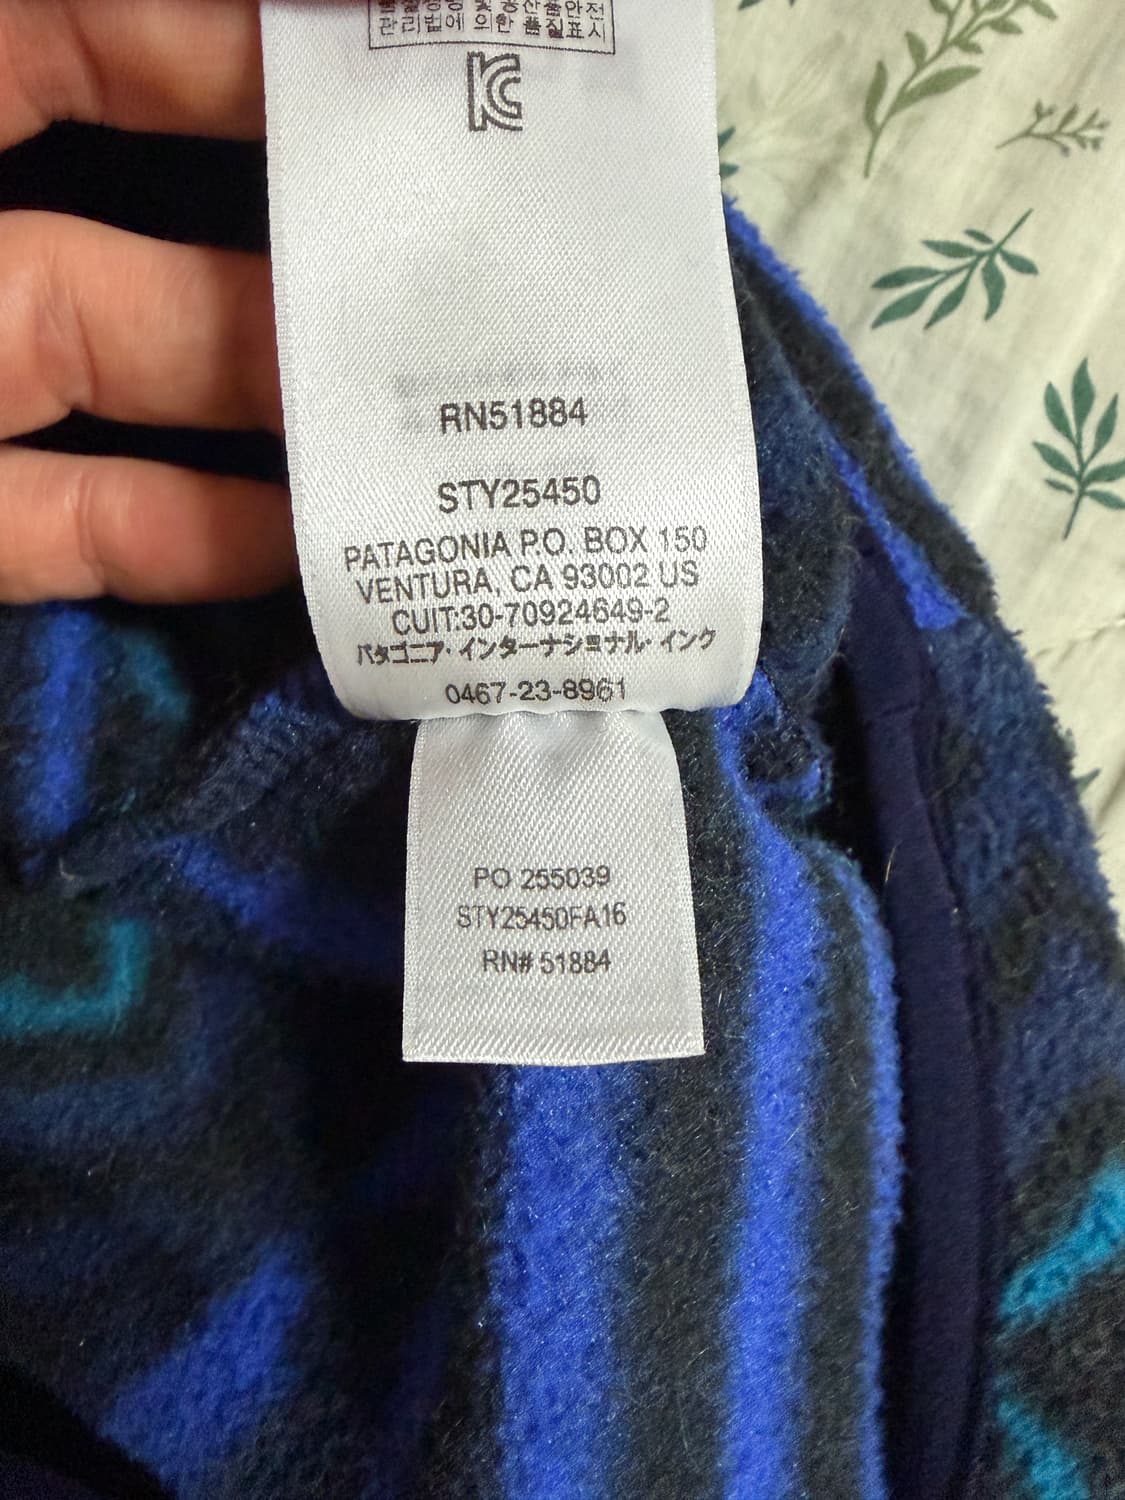 RN51884
STY25450
PATAGONIA P.O. BOX 150
VENTURA, CA 93002 US
CUIT:30-70924649-2
パタゴニア・インターナショナル・インク
0467-23-8961
PO 255039
STY25450FA16
RN# 51884